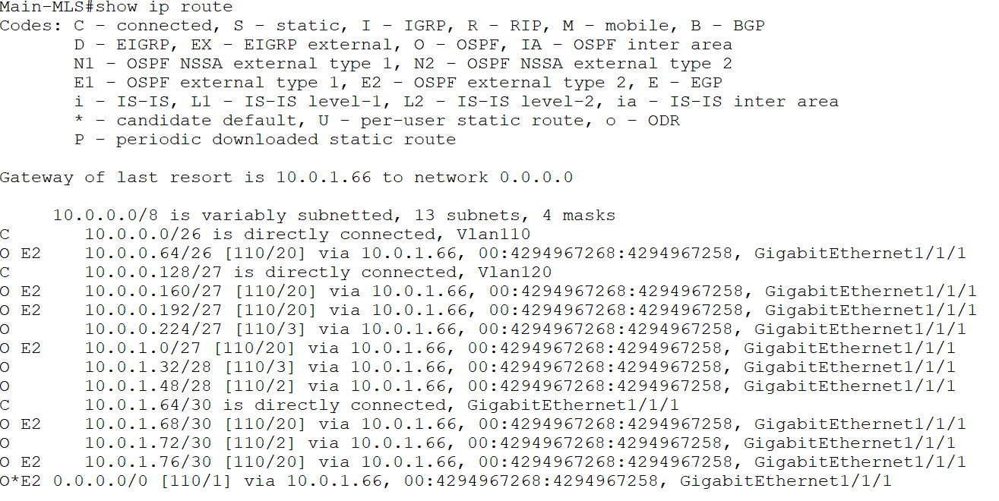 Main-MLS#show ip route
Codes: C - connected, S - static, I - IGRP, R - RIP, M - mobile, B - BGP
       D - EIGRP, EX - EIGRP external, O - OSPF, IA - OSPF inter area
       N1 - OSPF NSSA external type 1, N2 - OSPF NSSA external type 2
       E1 - OSPF external type 1, E2 - OSPF external type 2, E - EGP
       i - IS-IS, L1 - IS-IS level-1, L2 - IS-IS level-2, ia - IS-IS inter area
       * - candidate default, U - per-user static route, o - ODR
       P - periodic downloaded static route

Gateway of last resort is 10.0.1.66 to network 0.0.0.0

     10.0.0.0/8 is variably subnetted, 13 subnets, 4 masks
C       10.0.0.0/26 is directly connected, Vlan110
O E2    10.0.0.64/26 [110/20] via 10.0.1.66, 00:4294967268:4294967258, GigabitEthernet1/1/1
C       10.0.0.128/27 is directly connected, Vlan120
O E2    10.0.0.160/27 [110/20] via 10.0.1.66, 00:4294967268:4294967258, GigabitEthernet1/1/1
O E2    10.0.0.192/27 [110/20] via 10.0.1.66, 00:4294967268:4294967258, GigabitEthernet1/1/1
O       10.0.0.224/27 [110/3] via 10.0.1.66, 00:4294967268:4294967258, GigabitEthernet1/1/1
O E2    10.0.1.0/27 [110/20] via 10.0.1.66, 00:4294967268:4294967258, GigabitEthernet1/1/1
O       10.0.1.32/28 [110/3] via 10.0.1.66, 00:4294967268:4294967258, GigabitEthernet1/1/1
O       10.0.1.48/28 [110/2] via 10.0.1.66, 00:4294967268:4294967258, GigabitEthernet1/1/1
C       10.0.1.64/30 is directly connected, GigabitEthernet1/1/1
O E2    10.0.1.68/30 [110/20] via 10.0.1.66, 00:4294967268:4294967258, GigabitEthernet1/1/1
O       10.0.1.72/30 [110/2] via 10.0.1.66, 00:4294967268:4294967258, GigabitEthernet1/1/1
O E2    10.0.1.76/30 [110/20] via 10.0.1.66, 00:4294967268:4294967258, GigabitEthernet1/1/1
O*E2 0.0.0.0/0 [110/1] via 10.0.1.66, 00:4294967268:4294967258, GigabitEthernet1/1/1